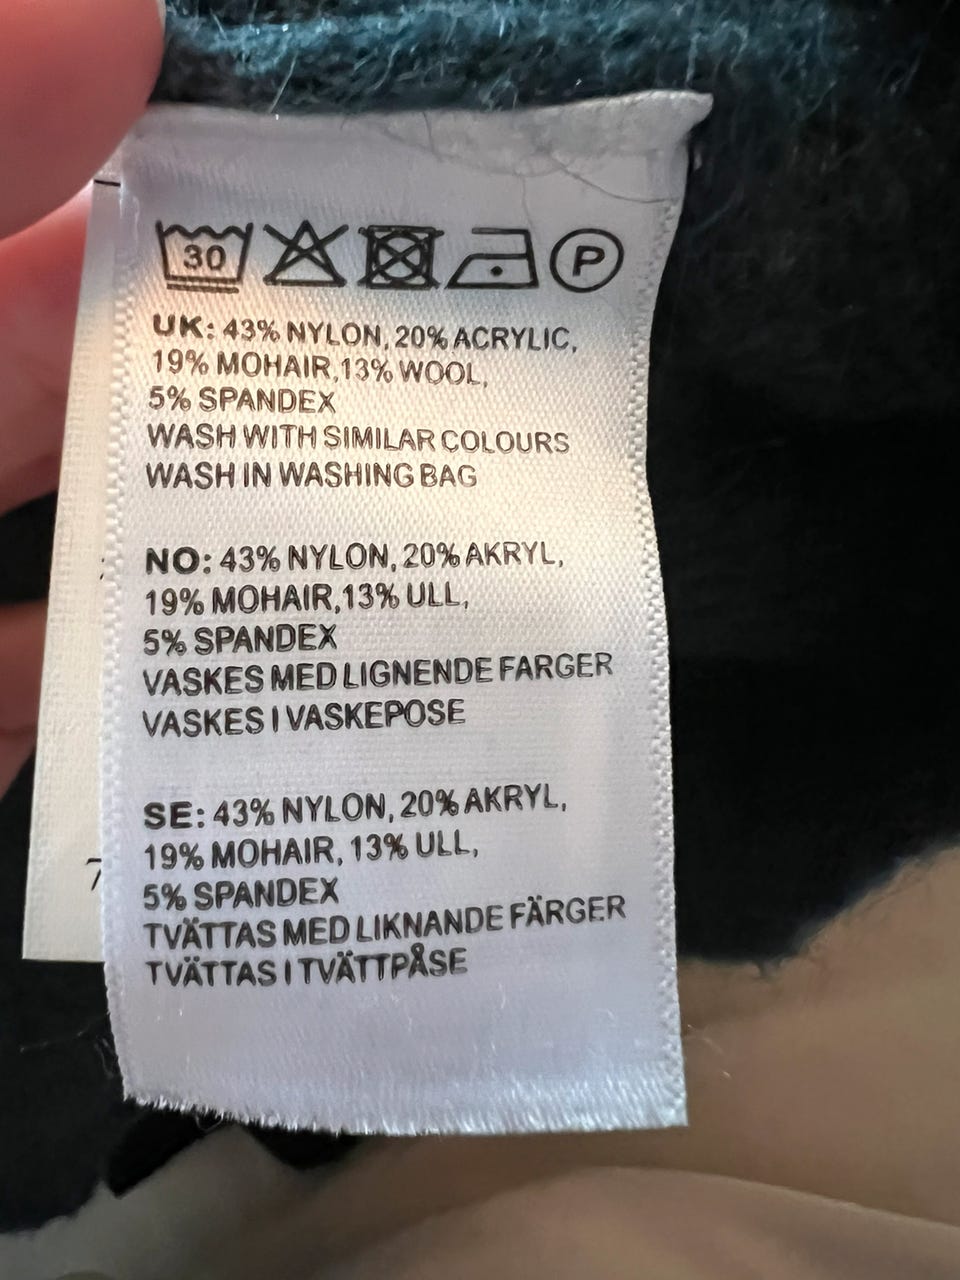 30 P
UK: 43% NYLON, 20% ACRYLIC,
19% MOHAIR,13% WOOL,
5% SPANDEX
WASH WITH SIMILAR COLOURS
WASH IN WASHING BAG
NO: 43% NYLON, 20% AKRYL,
19% MOHAIR,13% ULL,
5% SPANDEX
VASKES MED LIGNENDE FARGER
VASKES I VASKEPOSE
SE: 43% NYLON, 20% AKRYL,
19% MOHAIR, 13% ULL,
5% SPANDEX
TVÄTTAS MED LIKNANDE FÄRGER
TVÄTTAS I TVÄTTPÅSE